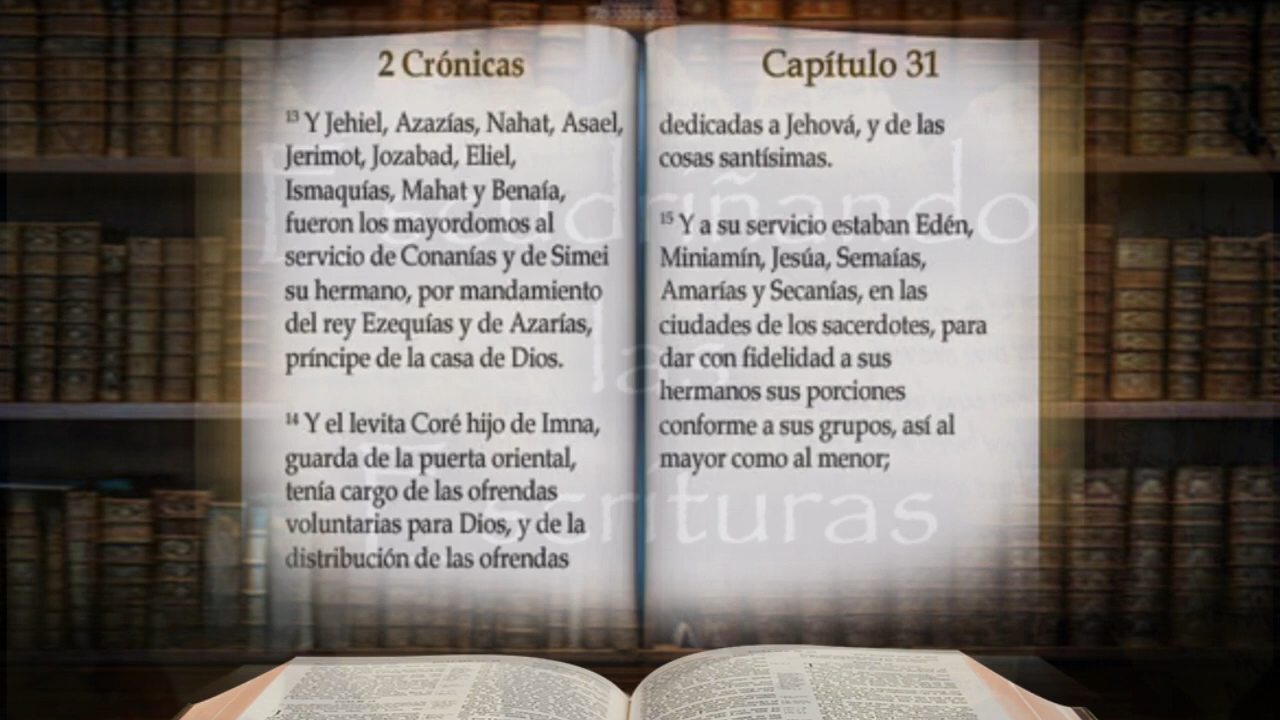 2 Crónicas
¹³ Y Jehiel, Azazías, Nahat, Asael,
Jerimot, Jozabad, Eliel,
Ismaquías, Mahat y Benaía,
fueron los mayordomos al
servicio de Conanías y de Simei
su hermano, por mandamiento
del rey Ezequías y de Azarías,
príncipe de la casa de Dios.
¹⁴ Y el levita Coré hijo de Imna,
guarda de la puerta oriental,
tenía cargo de las ofrendas
voluntarias para Dios, y de la
distribución de las ofrendas
Capítulo 31
dedicadas a Jehová, y de las
cosas santísimas.
¹⁵ Y a su servicio estaban Edén,
Miniamín, Jesúa, Semaías,
Amarías y Secanías, en las
ciudades de los sacerdotes, para
dar con fidelidad a sus
hermanos sus porciones
conforme a sus grupos, así al
mayor como al menor;
Escudriñando
las
Escrituras